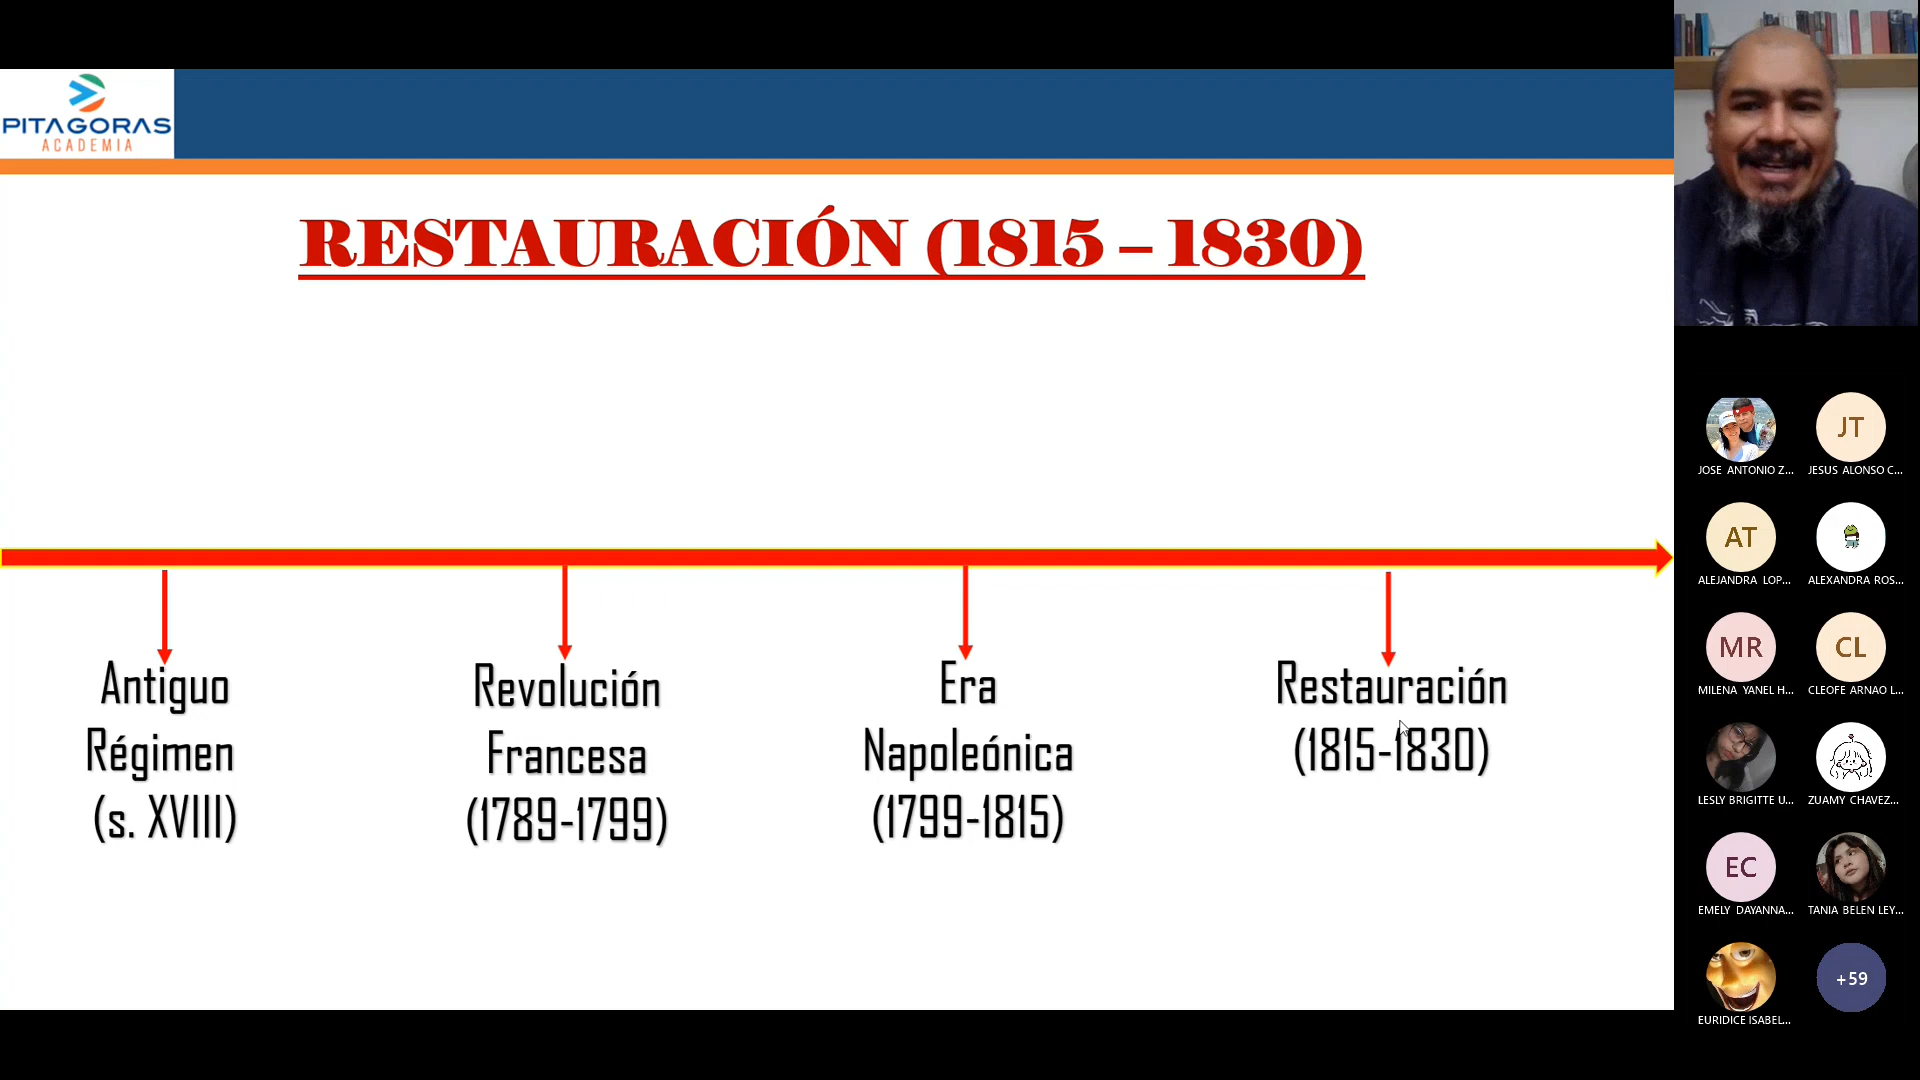 PITAGORAS
ACADEMIA
RESTAURACIÓN (1815 – 1830)
Antiguo
Régimen
(s. XVIII)
Revolución
Francesa
(1789-1799)
Era
Napoleónica
(1799-1815)
Restauración
(1815-1830)
JT
JOSE ANTONIO Z...
JESUS ALONSO C...
AT
ALEJANDRA LOP...
ALEXANDRA ROS...
MR
CL
MILENA YANEL H...
CLEOFE ARNAO L...
LESLY BRIGITTE U...
ZUAMY CHAVEZ...
EC
EMELY DAYANNA...
TANIA BELEN LEY...
+59
EURIDICE ISABEL...